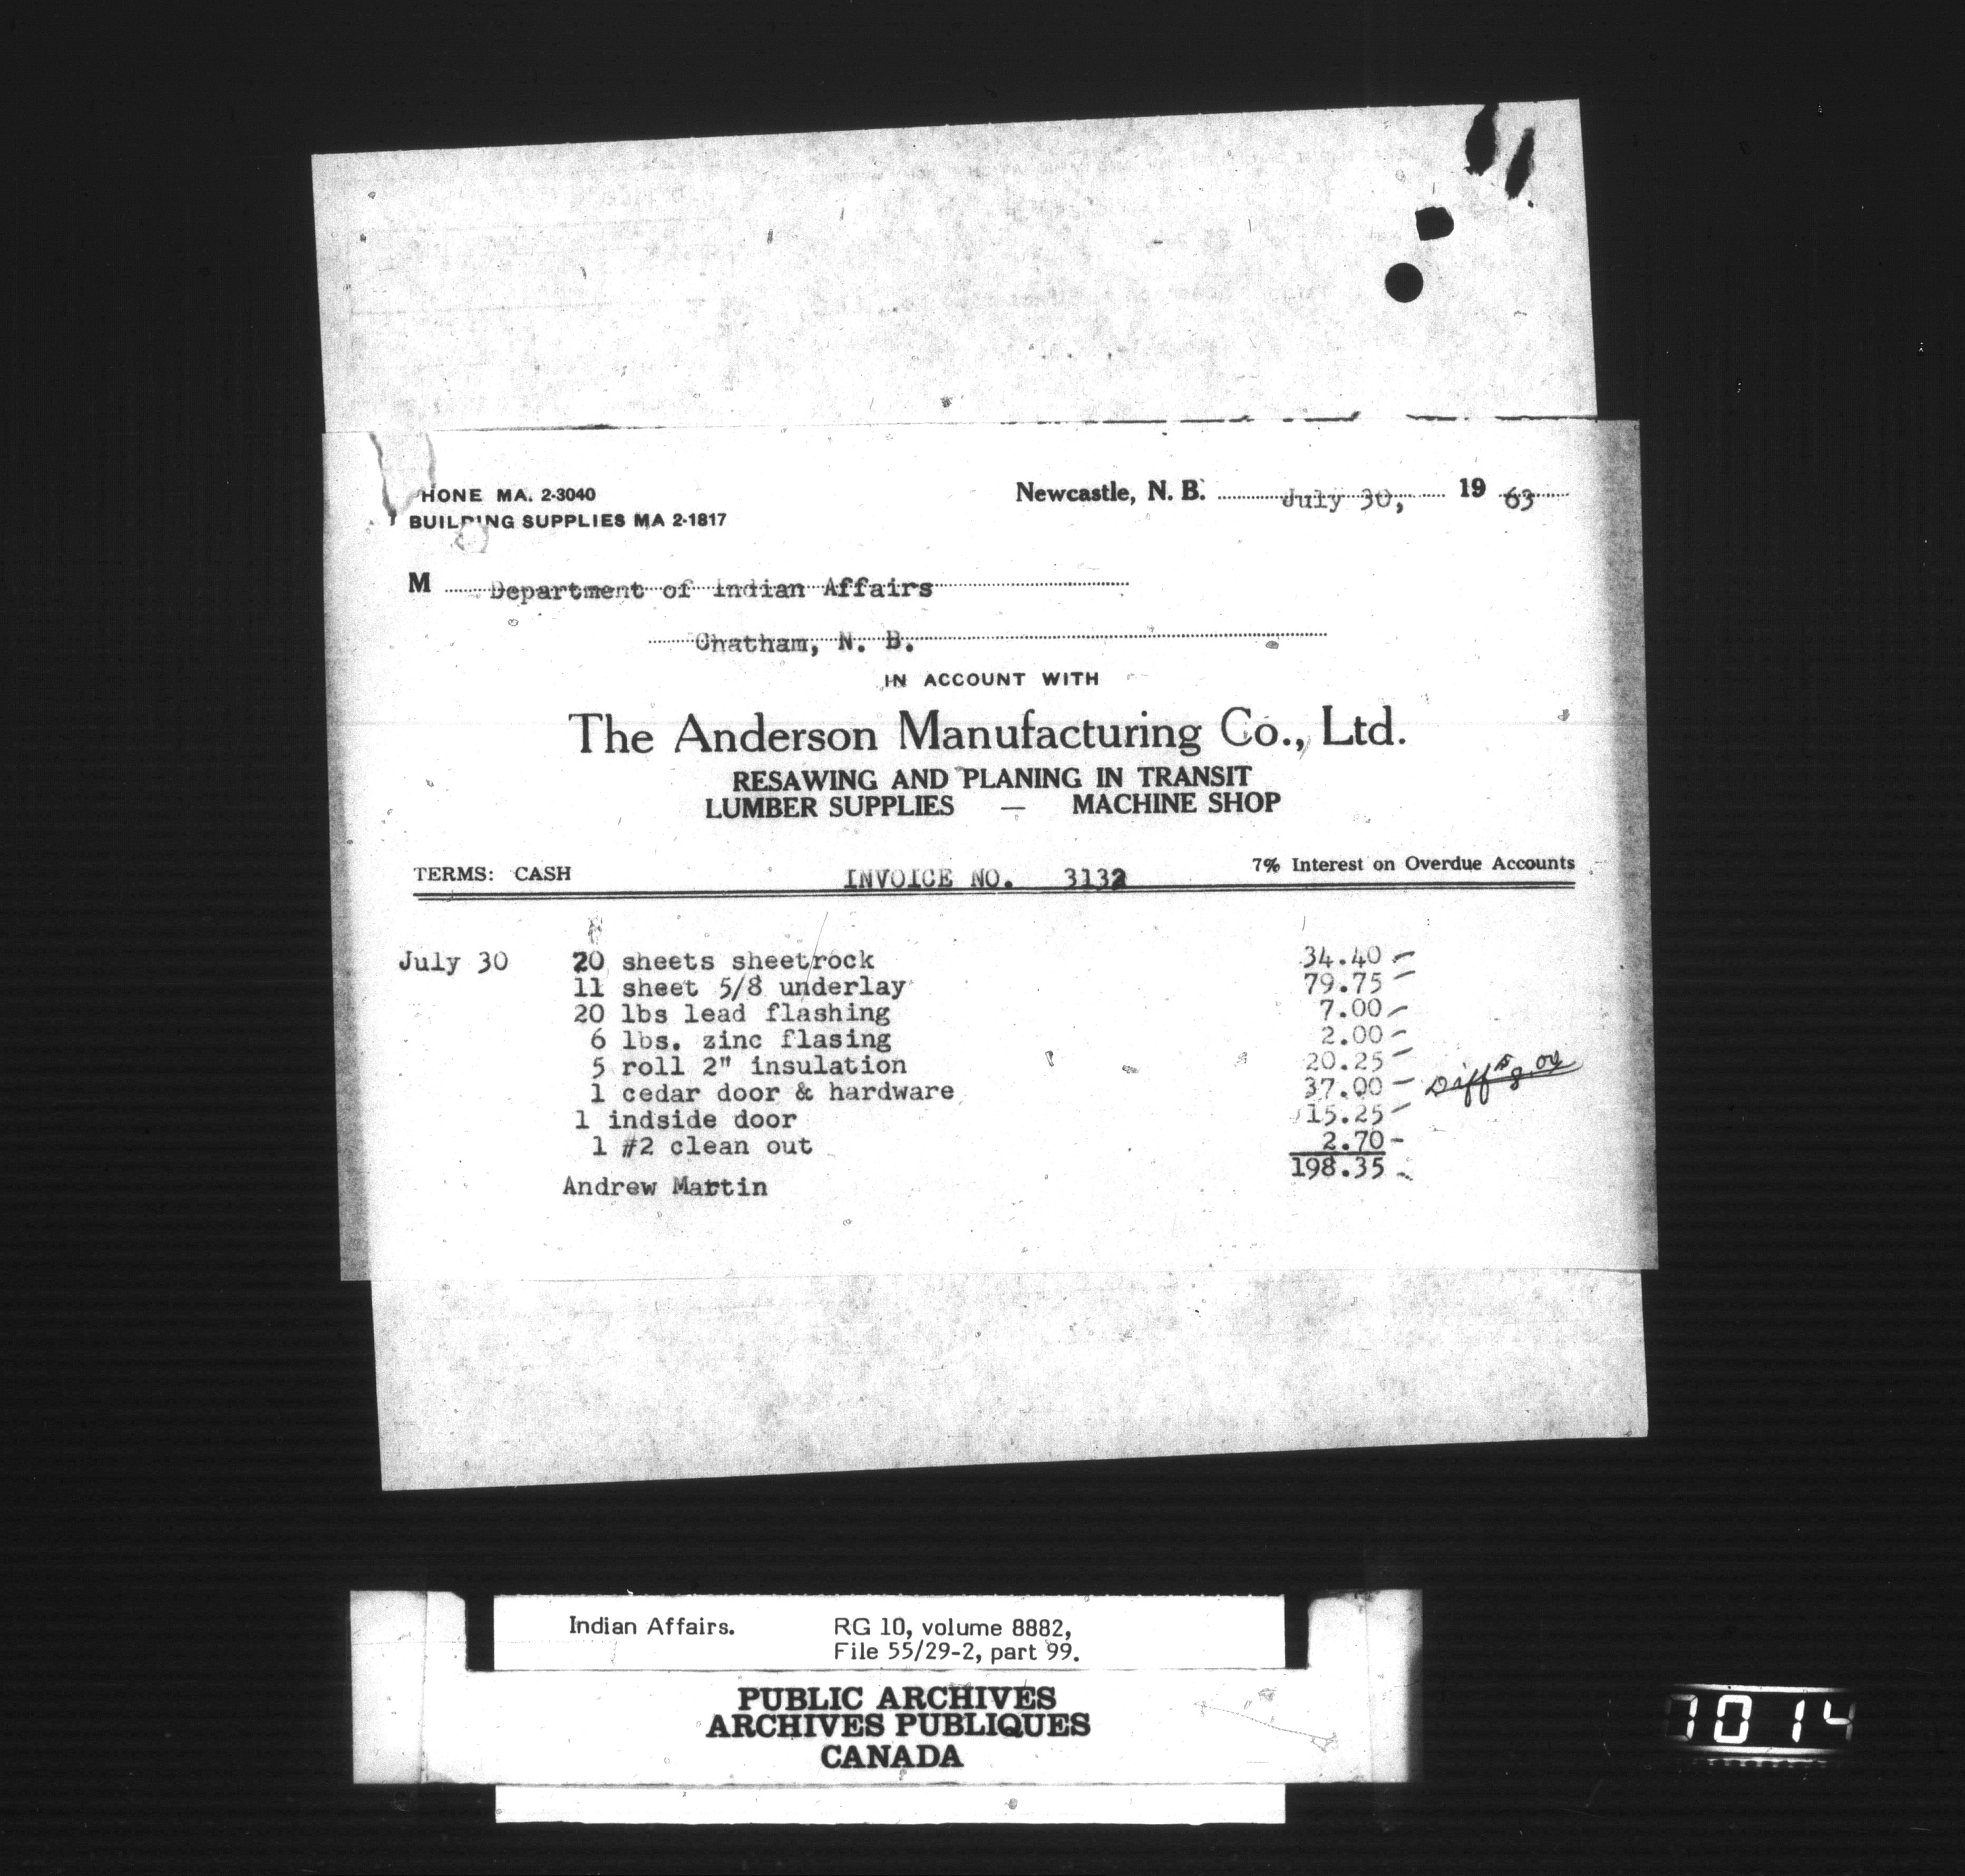 PHONE MA. 2-3040
BUILDING SUPPLIES MA 2-1817
Newcastle, N. B. July 30, 19 63
M Department of Indian Affairs
Chatham, N. B.
IN ACCOUNT WITH
The Anderson Manufacturing Co., Ltd.
RESAWING AND PLANING IN TRANSIT
LUMBER SUPPLIES — MACHINE SHOP
TERMS: CASH INVOICE NO. 3132 7% Interest on Overdue Accounts
July 30 20 sheets sheetrock 34.40
11 sheet 5/8 underlay 79.75
20 lbs lead flashing 7.00
6 lbs. zinc flasing 2.00
5 roll 2" insulation 20.25
1 cedar door & hardware 37.00 Diff
1 indside door 15.25
1 #2 clean out 2.70
198.35
Andrew Martin
Indian Affairs. RG 10, volume 8882,
File 55/29-2, part 99.
PUBLIC ARCHIVES
ARCHIVES PUBLIQUES
CANADA
1014